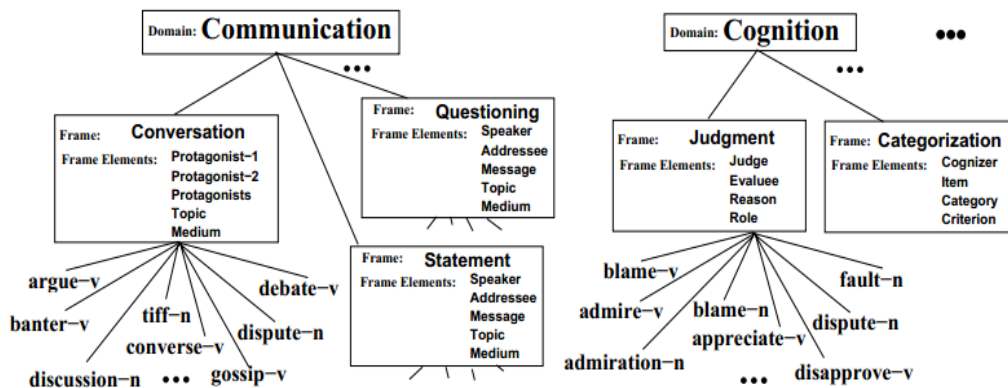 Domain: Communication
•••
Questioning
Frame:
Frame Elements:
Speaker
Addressee
Message
Topic
Medium
Frame: Conversation
Frame Elements: Protagonist−1
Protagonist−2
Protagonists
Topic
Medium
Frame: Statement
Frame Elements: Speaker
Addressee
Message
Topic
Medium
argue−v
banter−v
discussion−n
tiff−n
converse−v
•••
gossip−v
dispute−n
debate−v
Domain: Cognition
•••
•••
Frame: Judgment
Frame Elements: Judge
Evaluee
Reason
Role
Frame: Categorization
Frame Elements: Cognizer
Item
Category
Criterion
blame−v
admire−v
admiration−n
blame−n
appreciate−v
•••
disapprove−v
dispute−n
fault−n